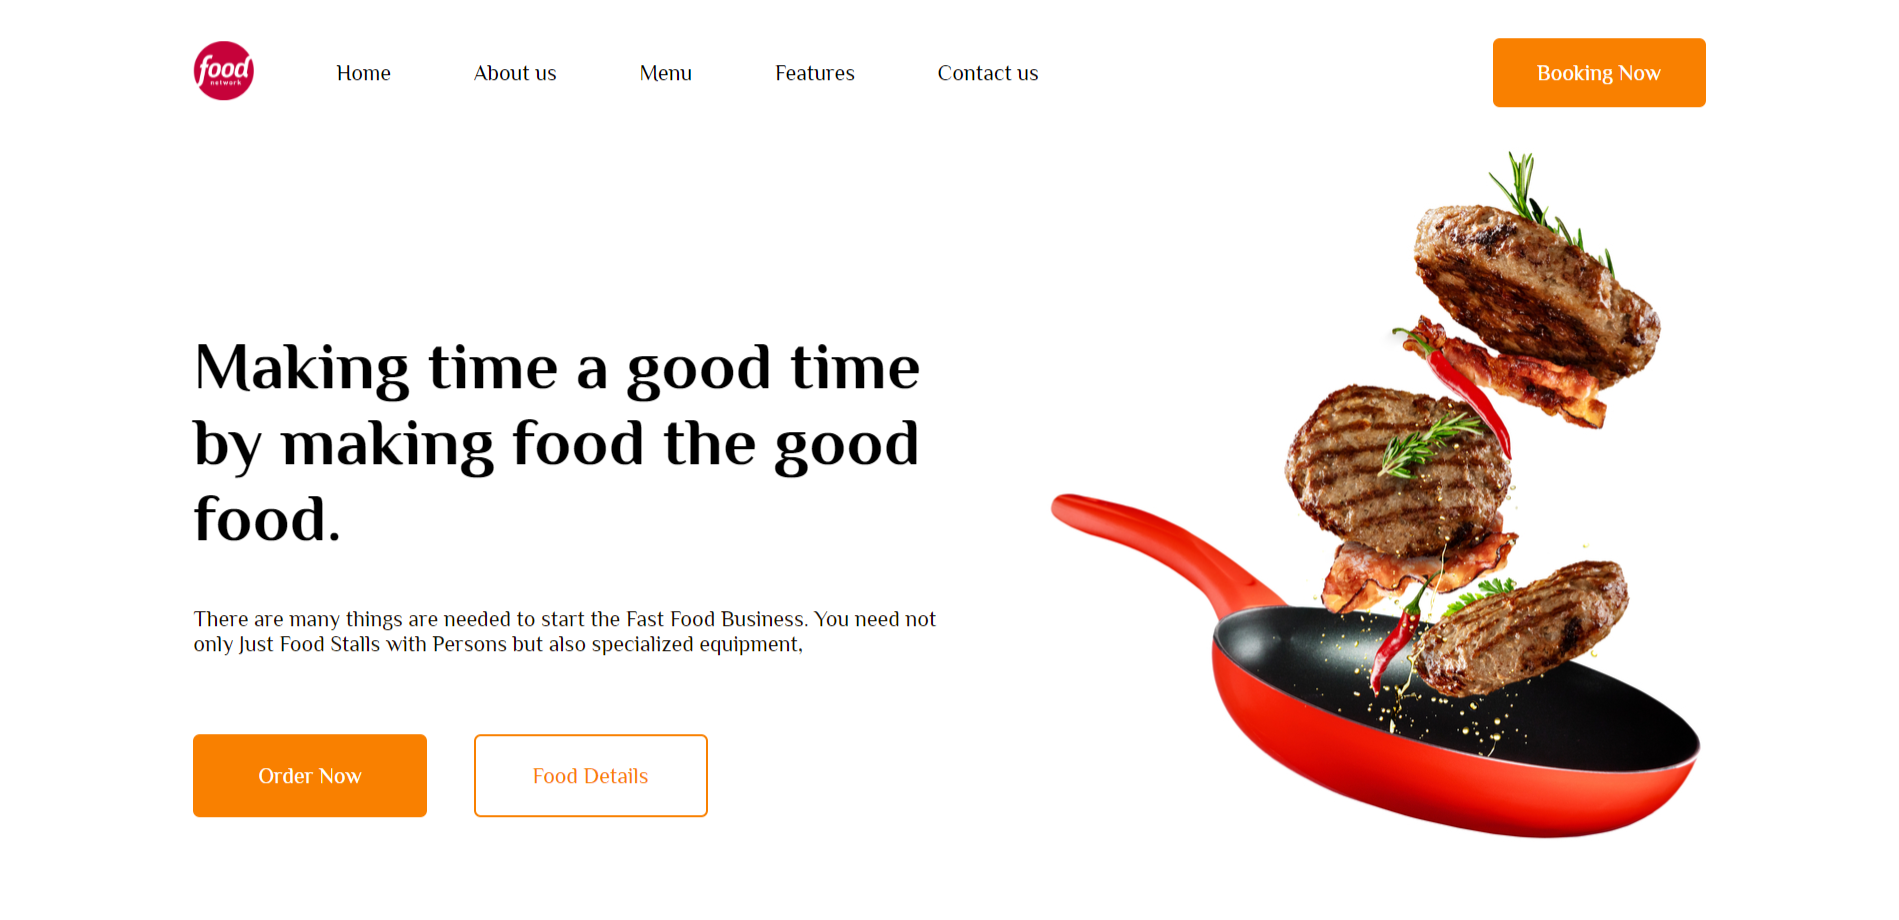 food
network
Home
About us
Menu
Features
Contact us
Booking Now
Making time a good time
by making food the good
food.
There are many things are needed to start the Fast Food Business. You need not
only Just Food Stalls with Persons but also specialized equipment,
Order Now
Food Details